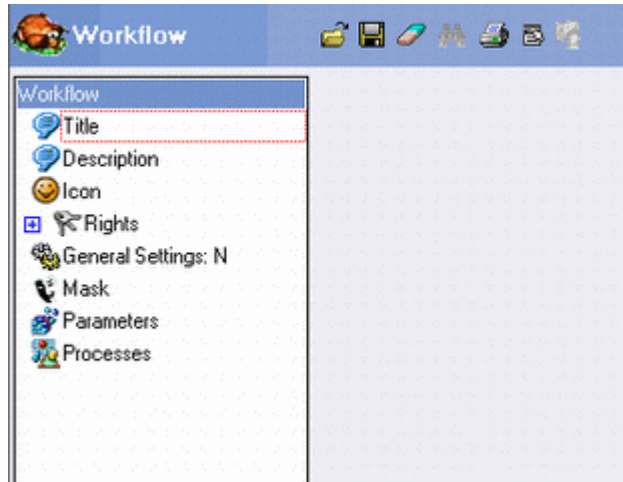 Workflow
Workflow
Title
Description
Icon
Rights
General Settings: N
Mask
Parameters
Processes